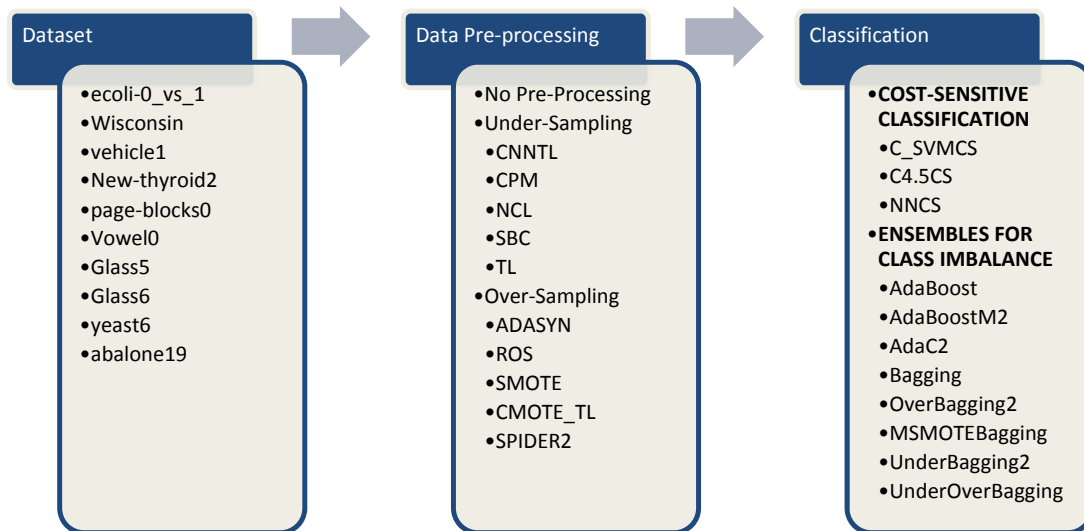 Dataset
•ecoli-0_vs_1
•Wisconsin
•vehicle1
•New-thyroid2
•page-blocks0
•Vowel0
•Glass5
•Glass6
•yeast6
•abalone19
Data Pre-processing
•No Pre-Processing
•Under-Sampling
•CNNTL
•CPM
•NCL
•SBC
•TL
•Over-Sampling
•ADASYN
•ROS
•SMOTE
•CMOTE_TL
•SPIDER2
Classification
•COST-SENSITIVE
CLASSIFICATION
•C_SVMCS
•C4.5CS
•NNCS
•ENSEMBLES FOR
CLASS IMBALANCE
•AdaBoost
•AdaBoostM2
•AdaC2
•Bagging
•OverBagging2
•MSMOTEBagging
•UnderBagging2
•UnderOverBagging